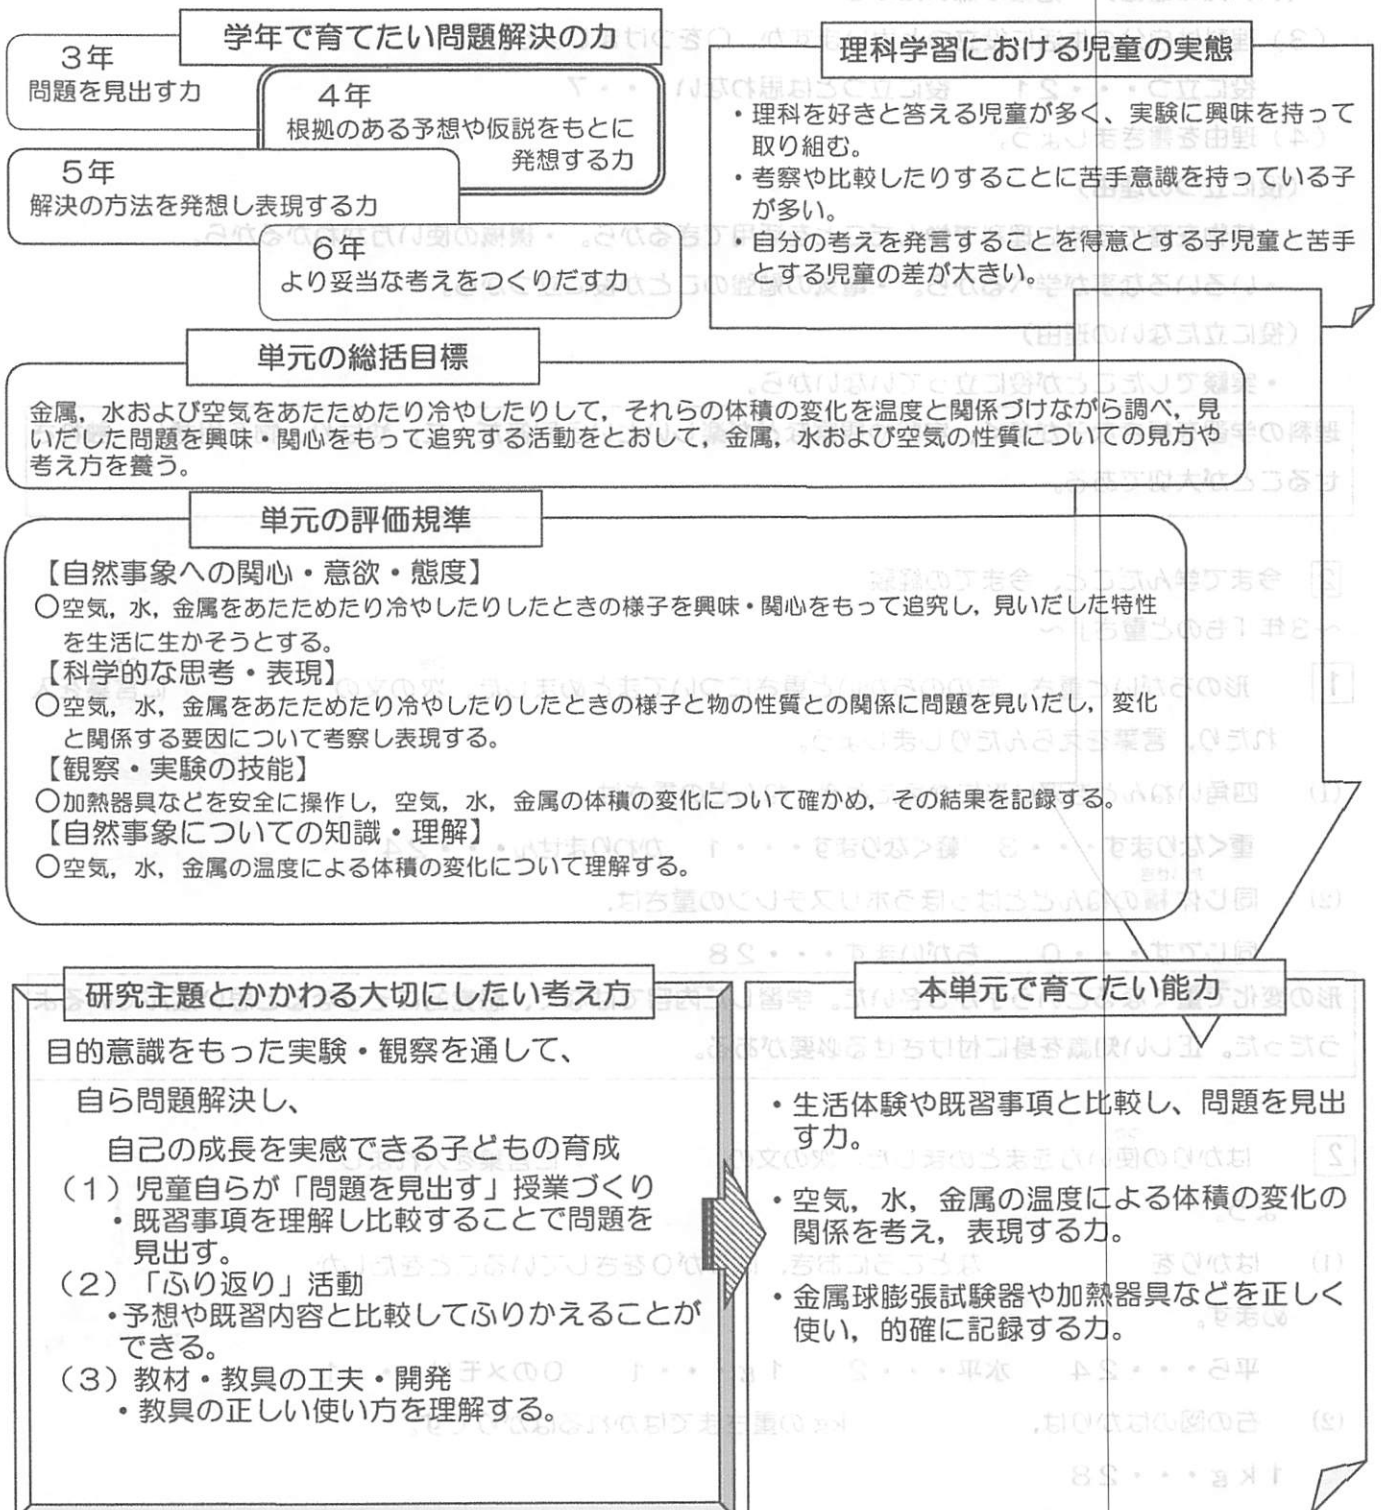 学年で育てたい問題解決の力
3年
問題を見出す力
4年
根拠のある予想や仮説をもとに
発想する力
5年
解決の方法を発想し表現する力
6年
より妥当な考えをつくりだす力
理科学習における児童の実態
・理科を好きと答える児童が多く、実験に興味を持って
取り組む。
・考察や比較したりすることに苦手意識を持っている子
が多い。
・自分の考えを発言することを得意とする子児童と苦手
とする児童の差が大きい。
単元の総括目標
金属，水および空気をあたためたり冷やしたりして，それらの体積の変化を温度と関係づけながら調べ，見
いだした問題を興味・関心をもって追究する活動をとおして，金属，水および空気の性質についての見方や
考え方を養う。
単元の評価規準
【自然事象への関心・意欲・態度】
○空気，水，金属をあたためたり冷やしたりしたときの様子を興味・関心をもって追究し，見いだした特性
を生活に生かそうとする。
【科学的な思考・表現】
○空気，水，金属をあたためたり冷やしたりしたときの様子と物の性質との関係に問題を見いだし，変化
と関係する要因について考察し表現する。
【観察・実験の技能】
○加熱器具などを安全に操作し，空気，水，金属の体積の変化について確かめ，その結果を記録する。
【自然事象についての知識・理解】
○空気，水，金属の温度による体積の変化について理解する。
研究主題とかかわる大切にしたい考え方
目的意識をもった実験・観察を通して、
自ら問題解決し、
自己の成長を実感できる子どもの育成
（1）児童自らが「問題を見出す」授業づくり
・既習事項を理解し比較することで問題を
見出す。
（2）「ふり返り」活動
・予想や既習内容と比較してふりかえることが
できる。
（3）教材・教具の工夫・開発
・教具の正しい使い方を理解する。
本単元で育てたい能力
・生活体験や既習事項と比較し、問題を見出
す力。
・空気，水，金属の温度による体積の変化の
関係を考え，表現する力。
・金属球膨張試験器や加熱器具などを正しく
使い，的確に記録する力。